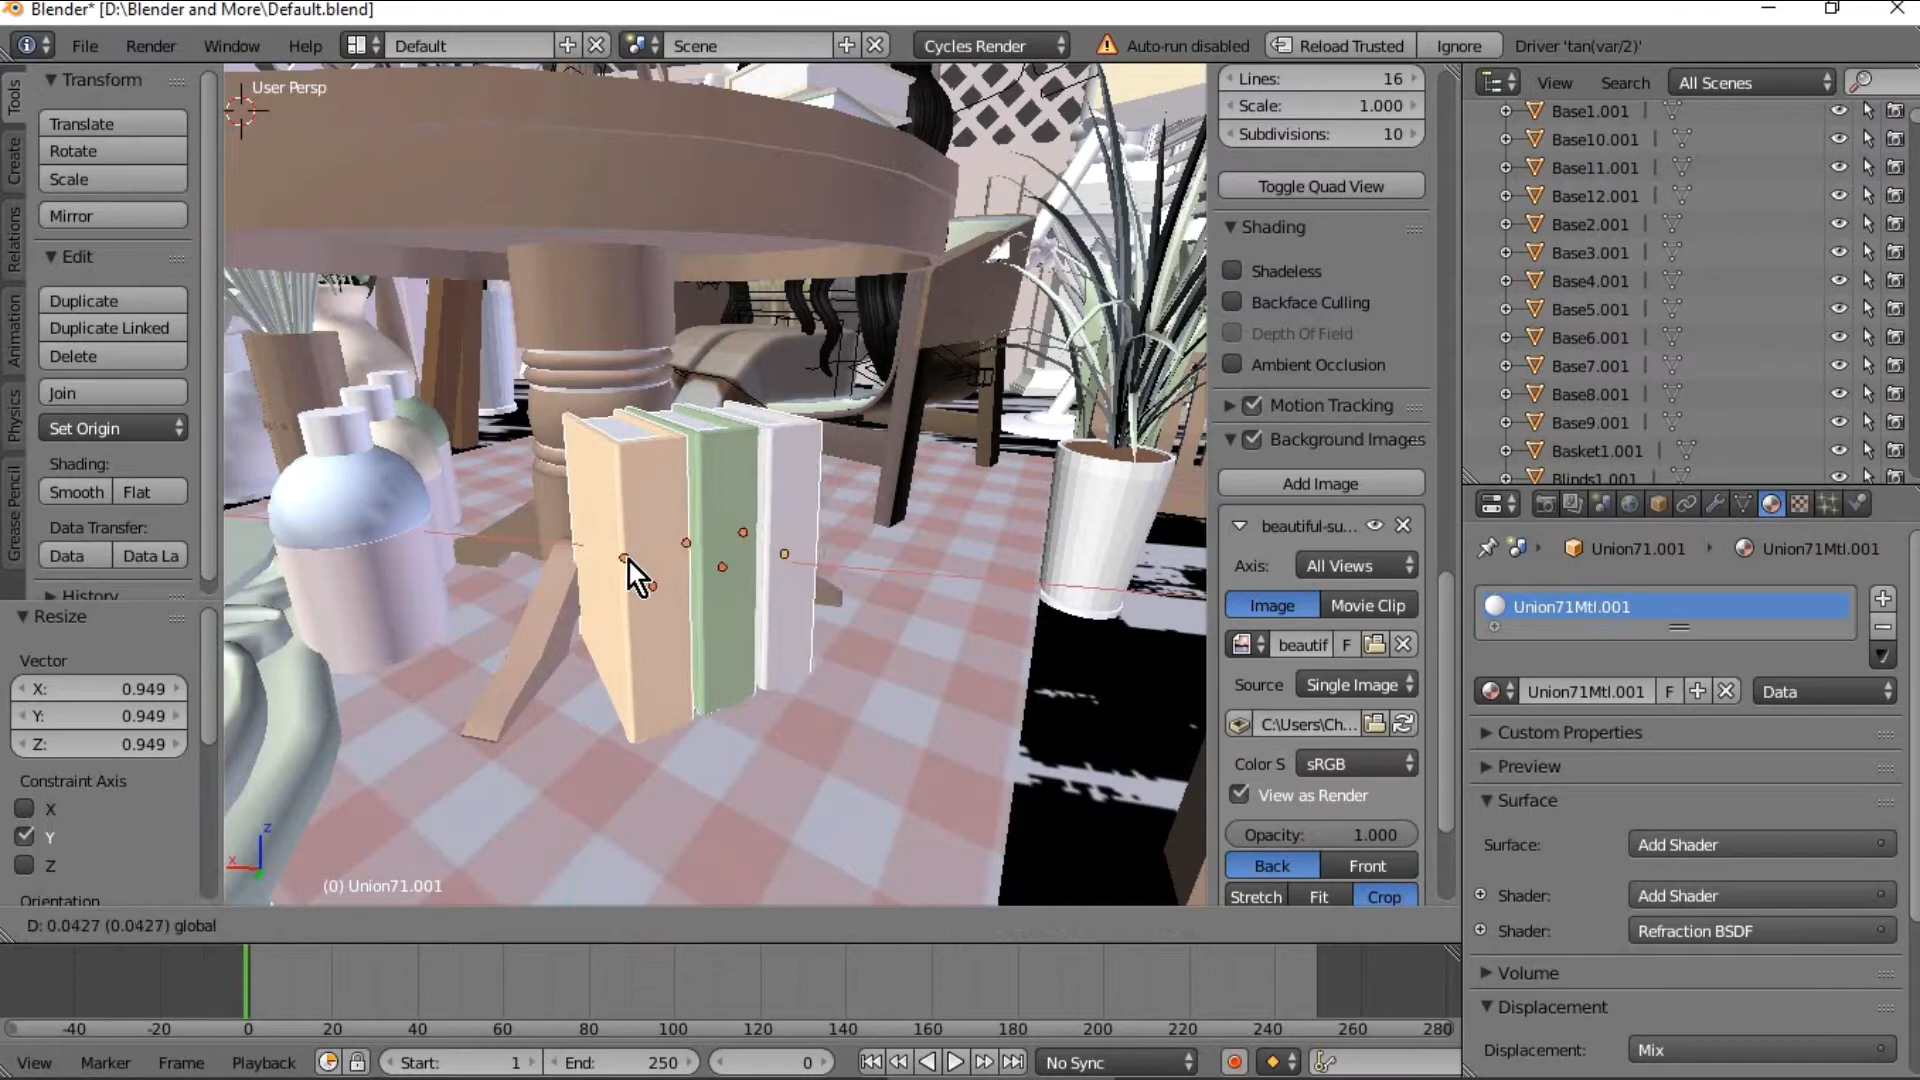 Blender* [D:\Blender and More\Default.blend]
File Render Window Help Default Scene Cycles Render Auto-run disabled Reload Trusted Ignore Driver 'tan(var/2)'
Tools
Create
Relations
Animation
Physics
Grease Pencil
Transform
Translate
Rotate
Scale
Mirror
Edit
Duplicate
Duplicate Linked
Delete
Join
Set Origin
Shading:
Smooth Flat
Data Transfer:
Data Data La
History
Resize
Vector
X: 0.949
Y: 0.949
Z: 0.949
Constraint Axis
X
Y
Z
Orientation
User Persp
z
x
(0) Union71.001
D: 0.0427 (0.0427) global
Lines: 16
Scale: 1.000
Subdivisions: 10
Toggle Quad View
Shading
Shadeless
Backface Culling
Depth Of Field
Ambient Occlusion
Motion Tracking
Background Images
Add Image
beautiful-su...
Axis: All Views
Image Movie Clip
beautif F
Source Single Image
C:\Users\Ch...
Color S sRGB
View as Render
Opacity: 1.000
Back Front
Stretch Fit Crop
View Search All Scenes
Base1.001
Base10.001
Base11.001
Base12.001
Base2.001
Base3.001
Base4.001
Base5.001
Base6.001
Base7.001
Base8.001
Base9.001
Basket1.001
Blinds1.001
Union71.001 Union71Mtl.001
Union71Mtl.001
Union71Mtl.001 F Data
Custom Properties
Preview
Surface
Surface: Add Shader
Shader: Add Shader
Shader: Refraction BSDF
Volume
Displacement
Displacement: Mix
-40 -20 0 20 40 60 80 100 120 140 160 180 200 220 240 260 280
View Marker Frame Playback Start: 1 End: 250 0 No Sync